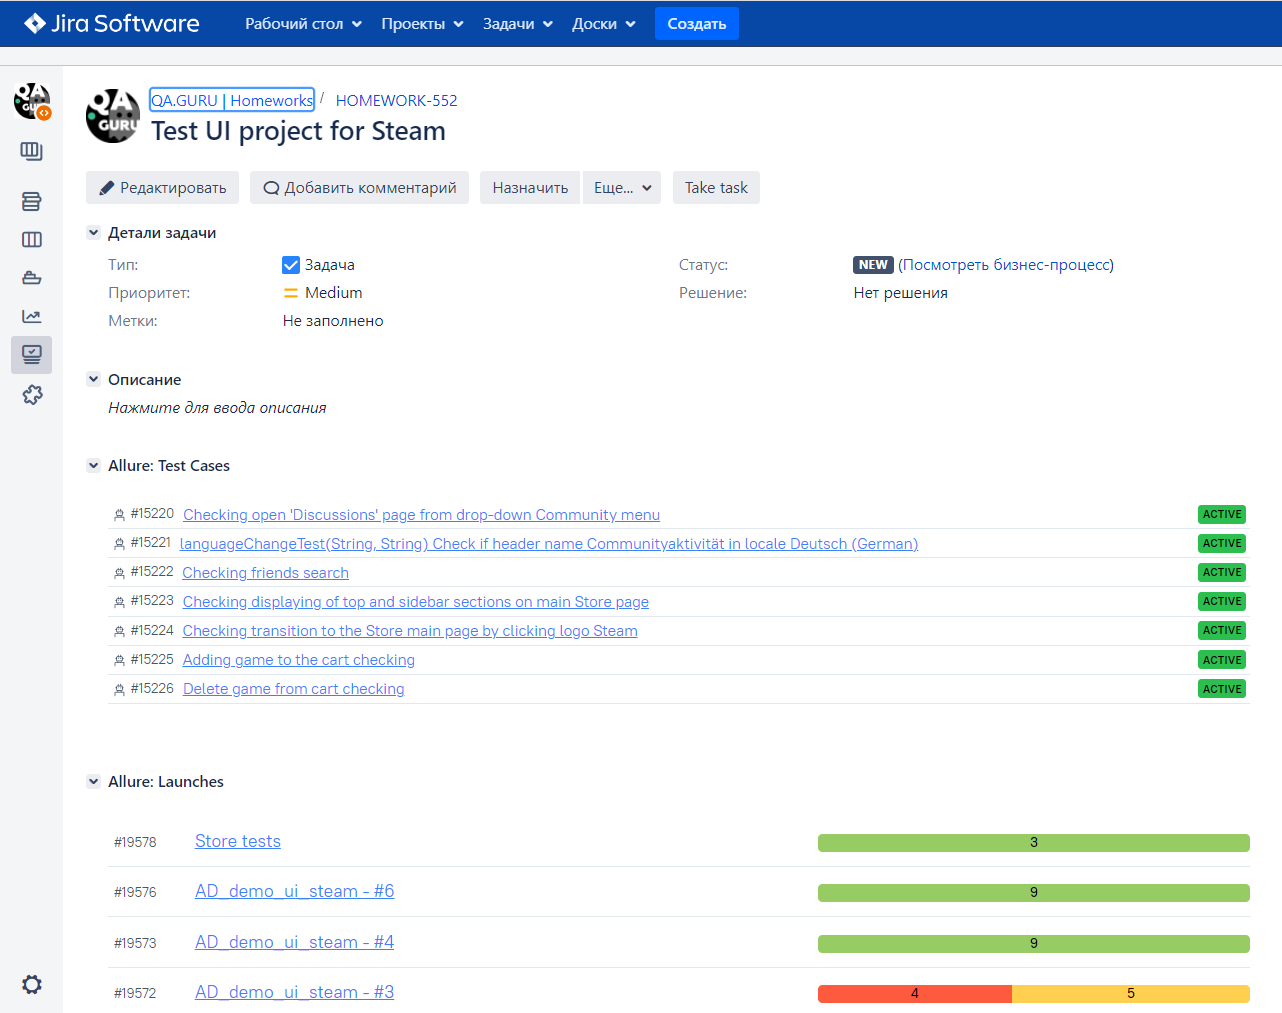 Jira Software Рабочий стол Проекты Задачи Доски Создать
QA GURU
QA GURU
QA.GURU | Homeworks / HOMEWORK-552
Test UI project for Steam
Редактировать Добавить комментарий Назначить Еще... Take task
Детали задачи
Тип: Задача Статус: NEW (Посмотреть бизнес-процесс)
Приоритет: Medium Решение: Нет решения
Метки: Не заполнено
Описание
Нажмите для ввода описания
Allure: Test Cases
#15220 Checking open 'Discussions' page from drop-down Community menu ACTIVE
#15221 languageChangeTest(String, String) Check if header name Communityaktivität in locale Deutsch (German) ACTIVE
#15222 Checking friends search ACTIVE
#15223 Checking displaying of top and sidebar sections on main Store page ACTIVE
#15224 Checking transition to the Store main page by clicking logo Steam ACTIVE
#15225 Adding game to the cart checking ACTIVE
#15226 Delete game from cart checking ACTIVE
Allure: Launches
#19578 Store tests 3
#19576 AD_demo_ui_steam - #6 9
#19573 AD_demo_ui_steam - #4 9
#19572 AD_demo_ui_steam - #3 4 5